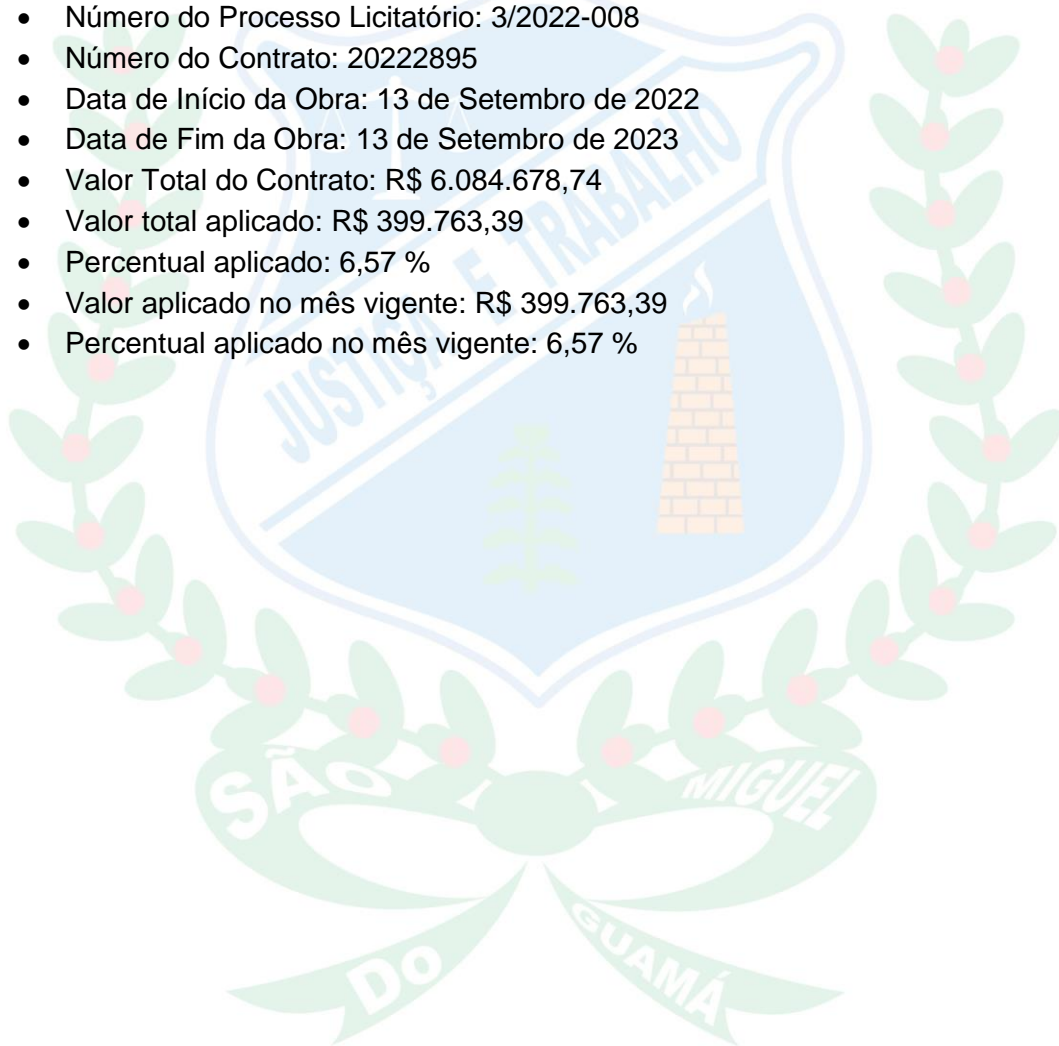 • Número do Processo Licitatório: 3/2022-008
• Número do Contrato: 20222895
• Data de Início da Obra: 13 de Setembro de 2022
• Data de Fim da Obra: 13 de Setembro de 2023
• Valor Total do Contrato: R$ 6.084.678,74
• Valor total aplicado: R$ 399.763,39
• Percentual aplicado: 6,57 %
• Valor aplicado no mês vigente: R$ 399.763,39
• Percentual aplicado no mês vigente: 6,57 %
JUSTIÇA E TRABALHO
SÃO MIGUEL
DO GUAMÁ